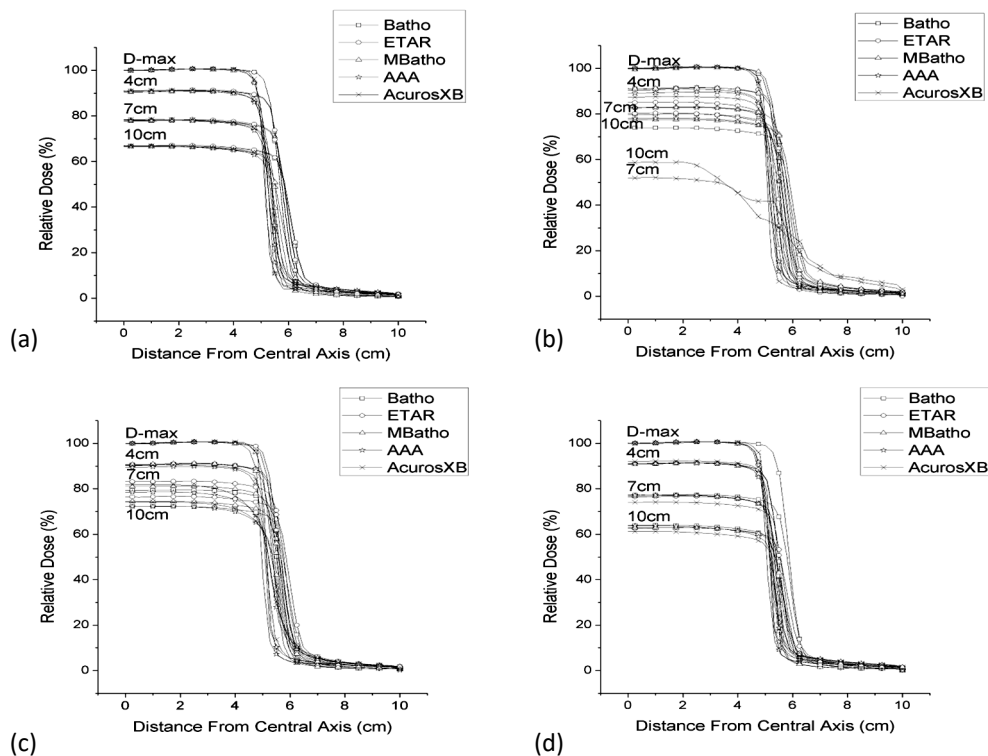 Batho
ETAR
MBatho
AAA
AcurosXB
D-max
4cm
7cm
10cm
100
80
60
40
20
0
Relative Dose (%)
0 2 4 6 8 10
Distance From Central Axis (cm)
(a)
Batho
ETAR
MBatho
AAA
AcurosXB
D-max
4cm
7cm
10cm
10cm
7cm
100
80
60
40
20
0
Relative Dose (%)
0 2 4 6 8 10
Distance From Central Axis (cm)
(b)
Batho
ETAR
MBatho
AAA
AcurosXB
D-max
4cm
7cm
10cm
100
80
60
40
20
0
Relative Dose (%)
0 2 4 6 8 10
Distance From Central Axis (cm)
(c)
Batho
ETAR
MBatho
AAA
AcurosXB
D-max
4cm
7cm
10cm
100
80
60
40
20
0
Relative Dose (%)
0 2 4 6 8 10
Distance From Central Axis (cm)
(d)